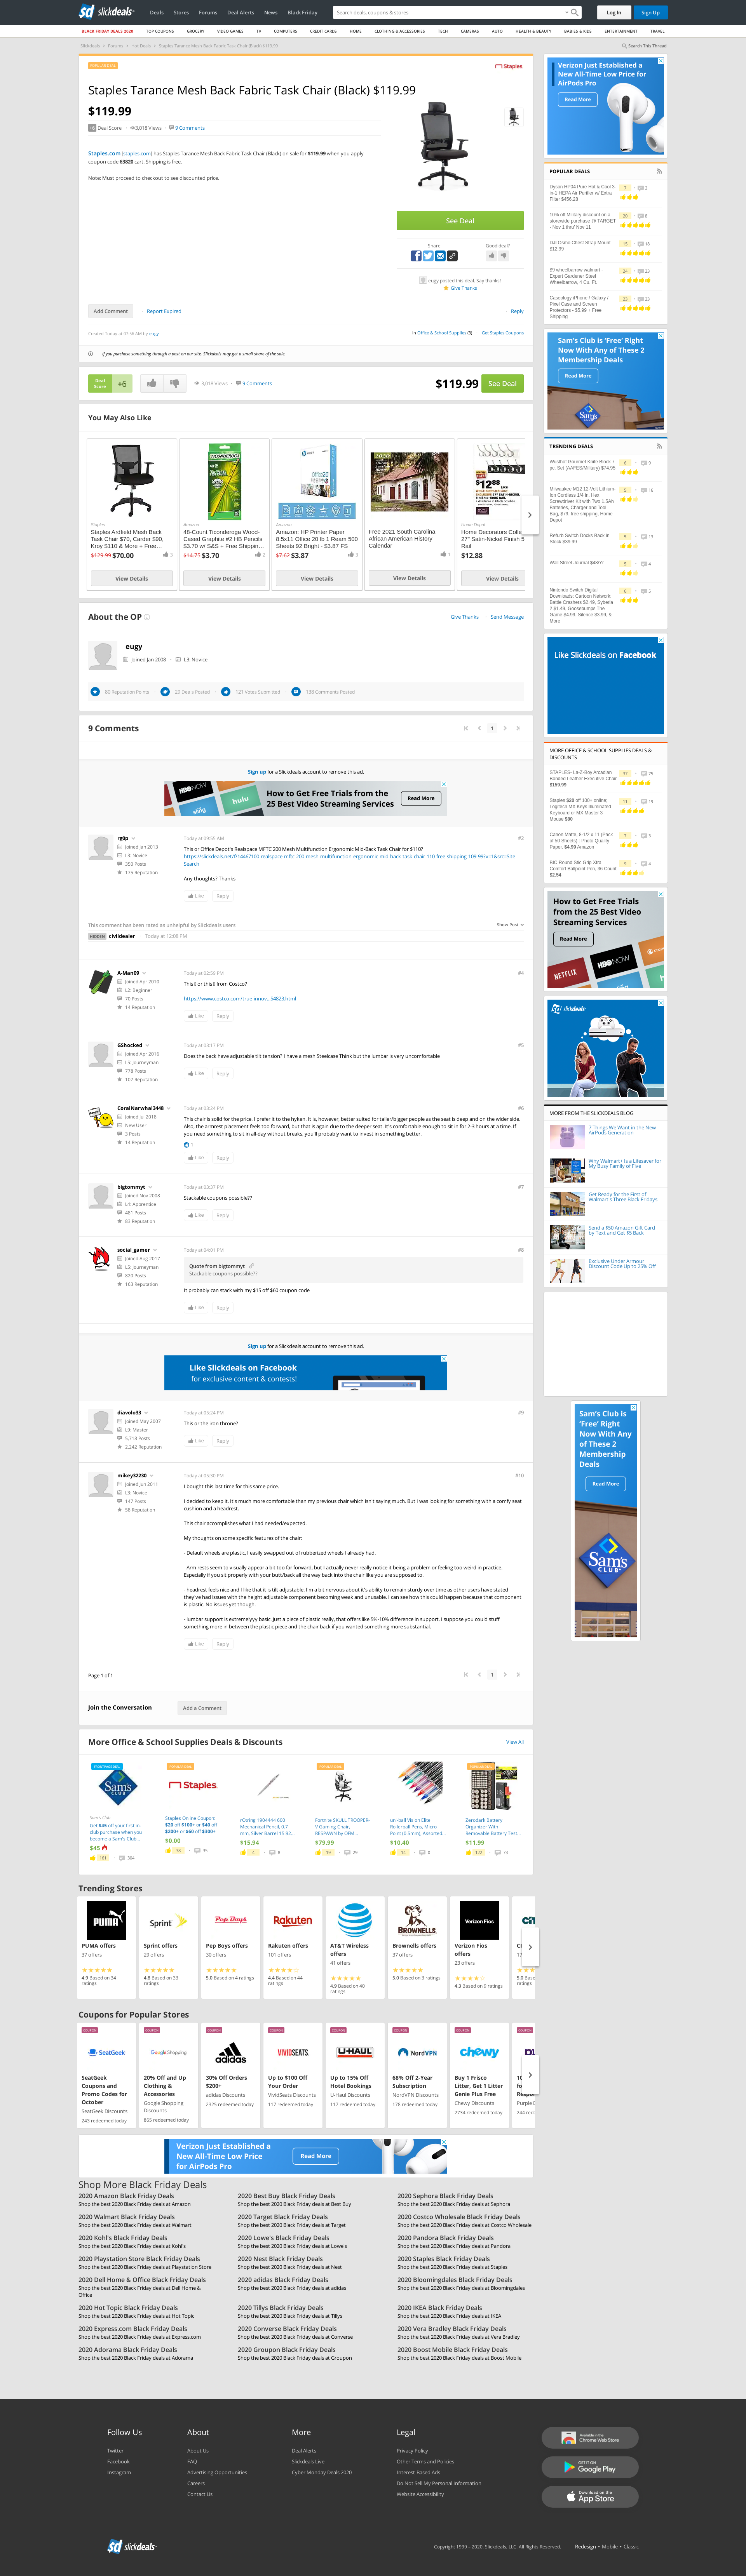 slickdeals
Deals Stores Forums Deal Alerts News Black Friday
Search deals, coupons & stores
Log In Sign Up
BLACK FRIDAY DEALS 2020 TOP COUPONS GROCERY VIDEO GAMES TV COMPUTERS CREDIT CARDS HOME CLOTHING & ACCESSORIES TECH CAMERAS AUTO HEALTH & BEAUTY BABIES & KIDS ENTERTAINMENT TRAVEL
Slickdeals Forums Hot Deals Staples Tarance Mesh Back Fabric Task Chair (Black) $119.99
Search This Thread
Staples
Staples Tarance Mesh Back Fabric Task Chair (Black) $119.99
$119.99
+6 Deal Score 3,018 Views 9 Comments
Staples.com [staples.com] has Staples Tarance Mesh Back Fabric Task Chair (Black) on sale for $119.99 when you apply
coupon code 63820 cart. Shipping is free.
Note: Must proceed to checkout to see discounted price.
See Deal
Share Good deal?
eugy posted this deal. Say thanks!
Give Thanks
Add Comment Report Expired Reply
Created Today at 07:56 AM by eugy
in Office & School Supplies (3) Get Staples Coupons
If you purchase something through a post on our site, Slickdeals may get a small share of the sale.
Deal Score +6 3,018 Views 9 Comments $119.99 See Deal
You May Also Like
Staples
Staples Ardfield Mesh Back
Task Chair $70, Carder $90,
Kroy $110 & More + Free...
$129.99 $70.00 3
View Details
Amazon
48-Count Ticonderoga Wood-
Cased Graphite #2 HB Pencils
$3.70 w/ S&S + Free Shippin...
$14.75 $3.70 2
View Details
Amazon
Amazon: HP Printer Paper
8.5x11 Office 20 lb 1 Ream 500
Sheets 92 Bright - $3.87 FS
$7.62 $3.87 3
View Details
Free 2021 South Carolina
African American History
Calendar
1
View Details
Home Depot
Home Decorators Collec
27" Satin-Nickel Finish 5
Rail
$12.88
View Details
About the OP
Give Thanks Send Message
eugy
Joined Jan 2008 L3: Novice
80 Reputation Points 29 Deals Posted 121 Votes Submitted 138 Comments Posted
9 Comments
1
Sign up for a Slickdeals account to remove this ad.
How to Get Free Trials from the
25 Best Video Streaming Services
Read More
rg0p
Joined Jan 2013
L3: Novice
350 Posts
175 Reputation
Today at 09:55 AM #2
This or Office Depot's Realspace MFTC 200 Mesh Multifunction Ergonomic Mid-Back Task Chair for $110?
https://slickdeals.net/f/14467100-realspace-mftc-200-mesh-multifunction-ergonomic-mid-back-task-chair-110-free-shipping-109-99?v=1&src=Site
Search
Any thoughts? Thanks
Like Reply
This comment has been rated as unhelpful by Slickdeals users Show Post
HIDDEN civildealer Today at 12:08 PM
A-Man09
Joined Apr 2010
L2: Beginner
70 Posts
14 Reputation
Today at 02:59 PM #4
This | or this | from Costco?
https://www.costco.com/true-innov...54823.html
Like Reply
GShocked
Joined Apr 2016
L5: Journeyman
778 Posts
107 Reputation
Today at 03:17 PM #5
Does the back have adjustable tilt tension? I have a mesh Steelcase Think but the lumbar is very uncomfortable
Like Reply
CoralNarwhal3448
Joined Jul 2018
New User
3 Posts
14 Reputation
Today at 03:24 PM #6
This chair is solid for the price. I prefer it to the hyken. It is, however, better suited for taller/bigger people as the seat is deep and on the wider side.
Also, the armrest placement feels too forward, but that is again due to the deeper seat. It's comfortable enough to sit on it for 2-3 hours at a time. If
you need something to sit in all-day without breaks, you'll probably want to invest in something better.
1
Like Reply
bigtommyt
Joined Nov 2008
L4: Apprentice
481 Posts
83 Reputation
Today at 03:37 PM #7
Stackable coupons possible??
Like Reply
social_gamer
Joined Aug 2017
L5: Journeyman
820 Posts
163 Reputation
Today at 04:01 PM #8
Quote from bigtommyt
Stackable coupons possible??
It probably can stack with my $15 off $60 coupon code
Like Reply
Sign up for a Slickdeals account to remove this ad.
Like Slickdeals on Facebook
for exclusive content & contests!
diavolo33
Joined May 2007
L9: Master
5,718 Posts
2,242 Reputation
Today at 05:24 PM #9
This or the iron throne?
Like Reply
mikey32230
Joined Jun 2011
L3: Novice
147 Posts
58 Reputation
Today at 05:30 PM #10
I bought this last time for this same price.
I decided to keep it. It's much more comfortable than my previous chair which isn't saying much. But I was looking for something with a comfy seat
cushion and a headrest.
This chair accomplishes what I had needed/expected.
My thoughts on some specific features of the chair:
- Default wheels are plastic, I easily swapped out of rubberized wheels I already had.
- Arm rests seem to visually appear a bit too far forward, but I actually never really notice it being a problem or feeling too weird in practice.
Especially if you sit properly with your butt/back all the way into the chair like you are supposed to.
- headrest feels nice and I like that it is tilt adjustable. I'm a bit nervous about it's ability to remain sturdy over time as other users have stated
they've had issues with the height adjustable component becoming weak and unusable. I can see how this could happen because that component
is plastic. No issues yet though.
- lumbar support is extremelyyyy basic. Just a piece of plastic really, that offers like 5%-10% difference in support. I suppose you could stuff
something more in between the plastic piece and the chair back if you wanted something more substantial.
Like Reply
Page 1 of 1 1
Join the Conversation Add a Comment
More Office & School Supplies Deals & Discounts View All
Sam's Club
Get $45 off your first in-
club purchase when you
become a Sam's Club...
$45
161 304
Staples Online Coupon:
$20 off $100+ or $40 off
$200+ or $60 off $300+
$0.00
38 35
rOtring 1904444 600
Mechanical Pencil, 0.7
mm, Silver Barrel 15.92...
$15.94
4 8
Fortnite SKULL TROOPER-
V Gaming Chair,
RESPAWN by OFM...
$79.99
19 29
uni-ball Vision Elite
Rollerball Pens, Micro
Point (0.5mm), Assorted...
$10.40
14 0
Zerodark Battery
Organizer With
Removable Battery Test...
$11.99
122 73
Trending Stores
PUMA offers
37 offers
4.9 Based on 34
ratings
Sprint offers
29 offers
4.8 Based on 33
ratings
Pep Boys offers
30 offers
5.0 Based on 4 ratings
Rakuten offers
101 offers
4.4 Based on 44
ratings
AT&T Wireless
offers
41 offers
4.9 Based on 40
ratings
Brownells offers
37 offers
5.0 Based on 3 ratings
Verizon Fios
offers
23 offers
4.3 Based on 9 ratings
Coupons for Popular Stores
SeatGeek
Coupons and
Promo Codes for
October
SeatGeek Discounts
243 redeemed today
20% Off and Up
Clothing &
Accessories
Google Shopping
Discounts
865 redeemed today
30% Off Orders
$200+
adidas Discounts
2325 redeemed today
Up to $100 Off
Your Order
VividSeats Discounts
117 redeemed today
Up to 15% Off
Hotel Bookings
U-Haul Discounts
117 redeemed today
68% Off 2-Year
Subscription
NordVPN Discounts
178 redeemed today
Buy 1 Frisco
Litter, Get 1 Litter
Genie Plus Free
Chewy Discounts
2734 redeemed today
Verizon Just Established a
New All-Time Low Price
for AirPods Pro
Read More
Shop More Black Friday Deals
2020 Amazon Black Friday Deals
Shop the best 2020 Black Friday deals at Amazon
2020 Best Buy Black Friday Deals
Shop the best 2020 Black Friday deals at Best Buy
2020 Sephora Black Friday Deals
Shop the best 2020 Black Friday deals at Sephora
2020 Walmart Black Friday Deals
Shop the best 2020 Black Friday deals at Walmart
2020 Target Black Friday Deals
Shop the best 2020 Black Friday deals at Target
2020 Costco Wholesale Black Friday Deals
Shop the best 2020 Black Friday deals at Costco Wholesale
2020 Kohl's Black Friday Deals
Shop the best 2020 Black Friday deals at Kohl's
2020 Lowe's Black Friday Deals
Shop the best 2020 Black Friday deals at Lowe's
2020 Pandora Black Friday Deals
Shop the best 2020 Black Friday deals at Pandora
2020 Playstation Store Black Friday Deals
Shop the best 2020 Black Friday deals at Playstation Store
2020 Nest Black Friday Deals
Shop the best 2020 Black Friday deals at Nest
2020 Staples Black Friday Deals
Shop the best 2020 Black Friday deals at Staples
2020 Dell Home & Office Black Friday Deals
Shop the best 2020 Black Friday deals at Dell Home &
Office
2020 adidas Black Friday Deals
Shop the best 2020 Black Friday deals at adidas
2020 Bloomingdales Black Friday Deals
Shop the best 2020 Black Friday deals at Bloomingdales
2020 Hot Topic Black Friday Deals
Shop the best 2020 Black Friday deals at Hot Topic
2020 Tillys Black Friday Deals
Shop the best 2020 Black Friday deals at Tillys
2020 IKEA Black Friday Deals
Shop the best 2020 Black Friday deals at IKEA
2020 Express.com Black Friday Deals
Shop the best 2020 Black Friday deals at Express.com
2020 Converse Black Friday Deals
Shop the best 2020 Black Friday deals at Converse
2020 Vera Bradley Black Friday Deals
Shop the best 2020 Black Friday deals at Vera Bradley
2020 Adorama Black Friday Deals
Shop the best 2020 Black Friday deals at Adorama
2020 Groupon Black Friday Deals
Shop the best 2020 Black Friday deals at Groupon
2020 Boost Mobile Black Friday Deals
Shop the best 2020 Black Friday deals at Boost Mobile
Verizon Just Established a
New All-Time Low Price for
AirPods Pro
Read More
POPULAR DEALS
Dyson HP04 Pure Hot & Cool 3-
in-1 HEPA Air Purifier w/ Extra
Filter $456.28
7 2
10% off Military discount on a
storewide purchase @ TARGET
- Nov 1 thru' Nov 11
20 8
DJI Osmo Chest Strap Mount
$12.99
15 18
$9 wheelbarrow walmart -
Expert Gardener Steel
Wheelbarrow, 4 Cu. Ft.
24 23
Caseology iPhone / Galaxy /
Pixel Case and Screen
Protectors - $5.99 + Free
Shipping
23 23
Sam's Club is 'Free' Right
Now With Any of These 2
Membership Deals
Read More
TRENDING DEALS
Wusthof Gourmet Knife Block 7
pc. Set (AAFES/Military) $74.95
6 9
Milwaukee M12 12-Volt Lithium-
Ion Cordless 1/4 in. Hex
Screwdriver Kit with Two 1.5Ah
Batteries, Charger and Tool
Bag, $79, free shipping, Home
Depot
5 16
Refurb Switch Docks Back in
Stock $39.99
5 13
Wall Street Journal $48/Yr
5 4
Nintendo Switch Digital
Downloads: Cartoon Network:
Battle Crashers $2.49, Syberia
2 $1.49, Goosebumps The
Game $4.99, Silence $3.99, &
More
6 5
Like Slickdeals on Facebook
MORE OFFICE & SCHOOL SUPPLIES DEALS &
DISCOUNTS
STAPLES- La-Z-Boy Arcadian
Bonded Leather Executive Chair
$159.99
37 75
Staples $20 off 100+ online:
Logitech MX Keys Illuminated
Keyboard or MX Master 3
Mouse $80
11 19
Canon Matte, 8-1/2 x 11 (Pack
of 50 Sheets) : Photo Quality
Paper. $4.89 Amazon
7 3
BIC Round Stic Grip Xtra
Comfort Ballpoint Pen, 36 Count
$2.54
9 4
How to Get Free Trials
from the 25 Best Video
Streaming Services
Read More
slickdeals
MORE FROM THE SLICKDEALS BLOG
7 Things We Want in the New
AirPods Generation
Why Walmart+ Is a Lifesaver for
My Busy Family of Five
Get Ready for the First of
Walmart's Three Black Fridays
Send a $50 Amazon Gift Card
by Text and Get $5 Back
Exclusive Under Armour
Discount Code Up to 25% Off
Sam's Club is
'Free' Right
Now With Any
of These 2
Membership
Deals
Read More
Follow Us
Twitter
Facebook
Instagram
About
About Us
FAQ
Advertising Opportunities
Careers
Contact Us
More
Deal Alerts
Slickdeals Live
Cyber Monday Deals 2020
Legal
Privacy Policy
Other Terms and Policies
Interest-Based Ads
Do Not Sell My Personal Information
Website Accessibility
Available in the
Chrome Web Store
GET IT ON
Google Play
Download on the
App Store
slickdeals
Copyright 1999 – 2020. Slickdeals, LLC. All Rights Reserved.
Redesign • Mobile • Classic